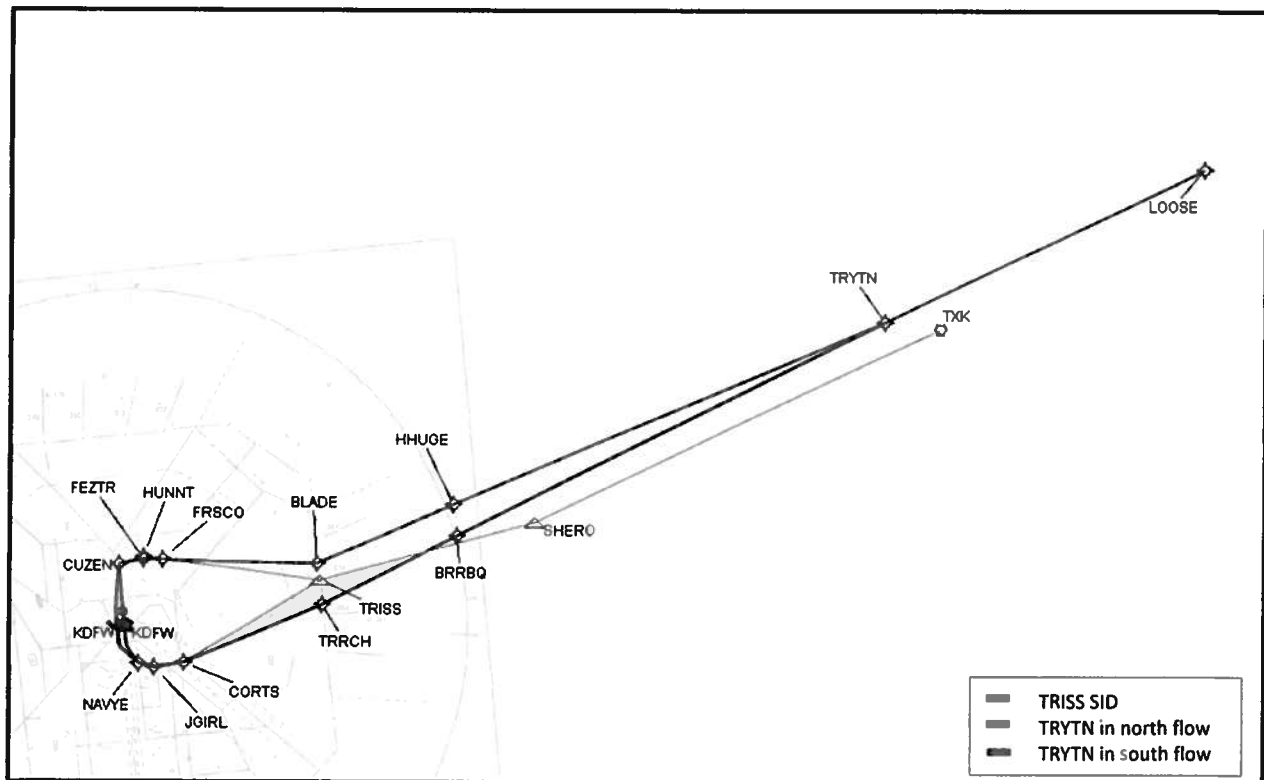 LOOSE
TRYTN
TXK
HHUGE
FEZTR
HUNNT
BLADE
FRSCO
SHERO
CUZEN
BRRBQ
TRISS
KDFW
KDFW
TRRCH
CORTS
NAVYE
JGIRL
TRISS SID
TRYTN in north flow
TRYTN in south flow